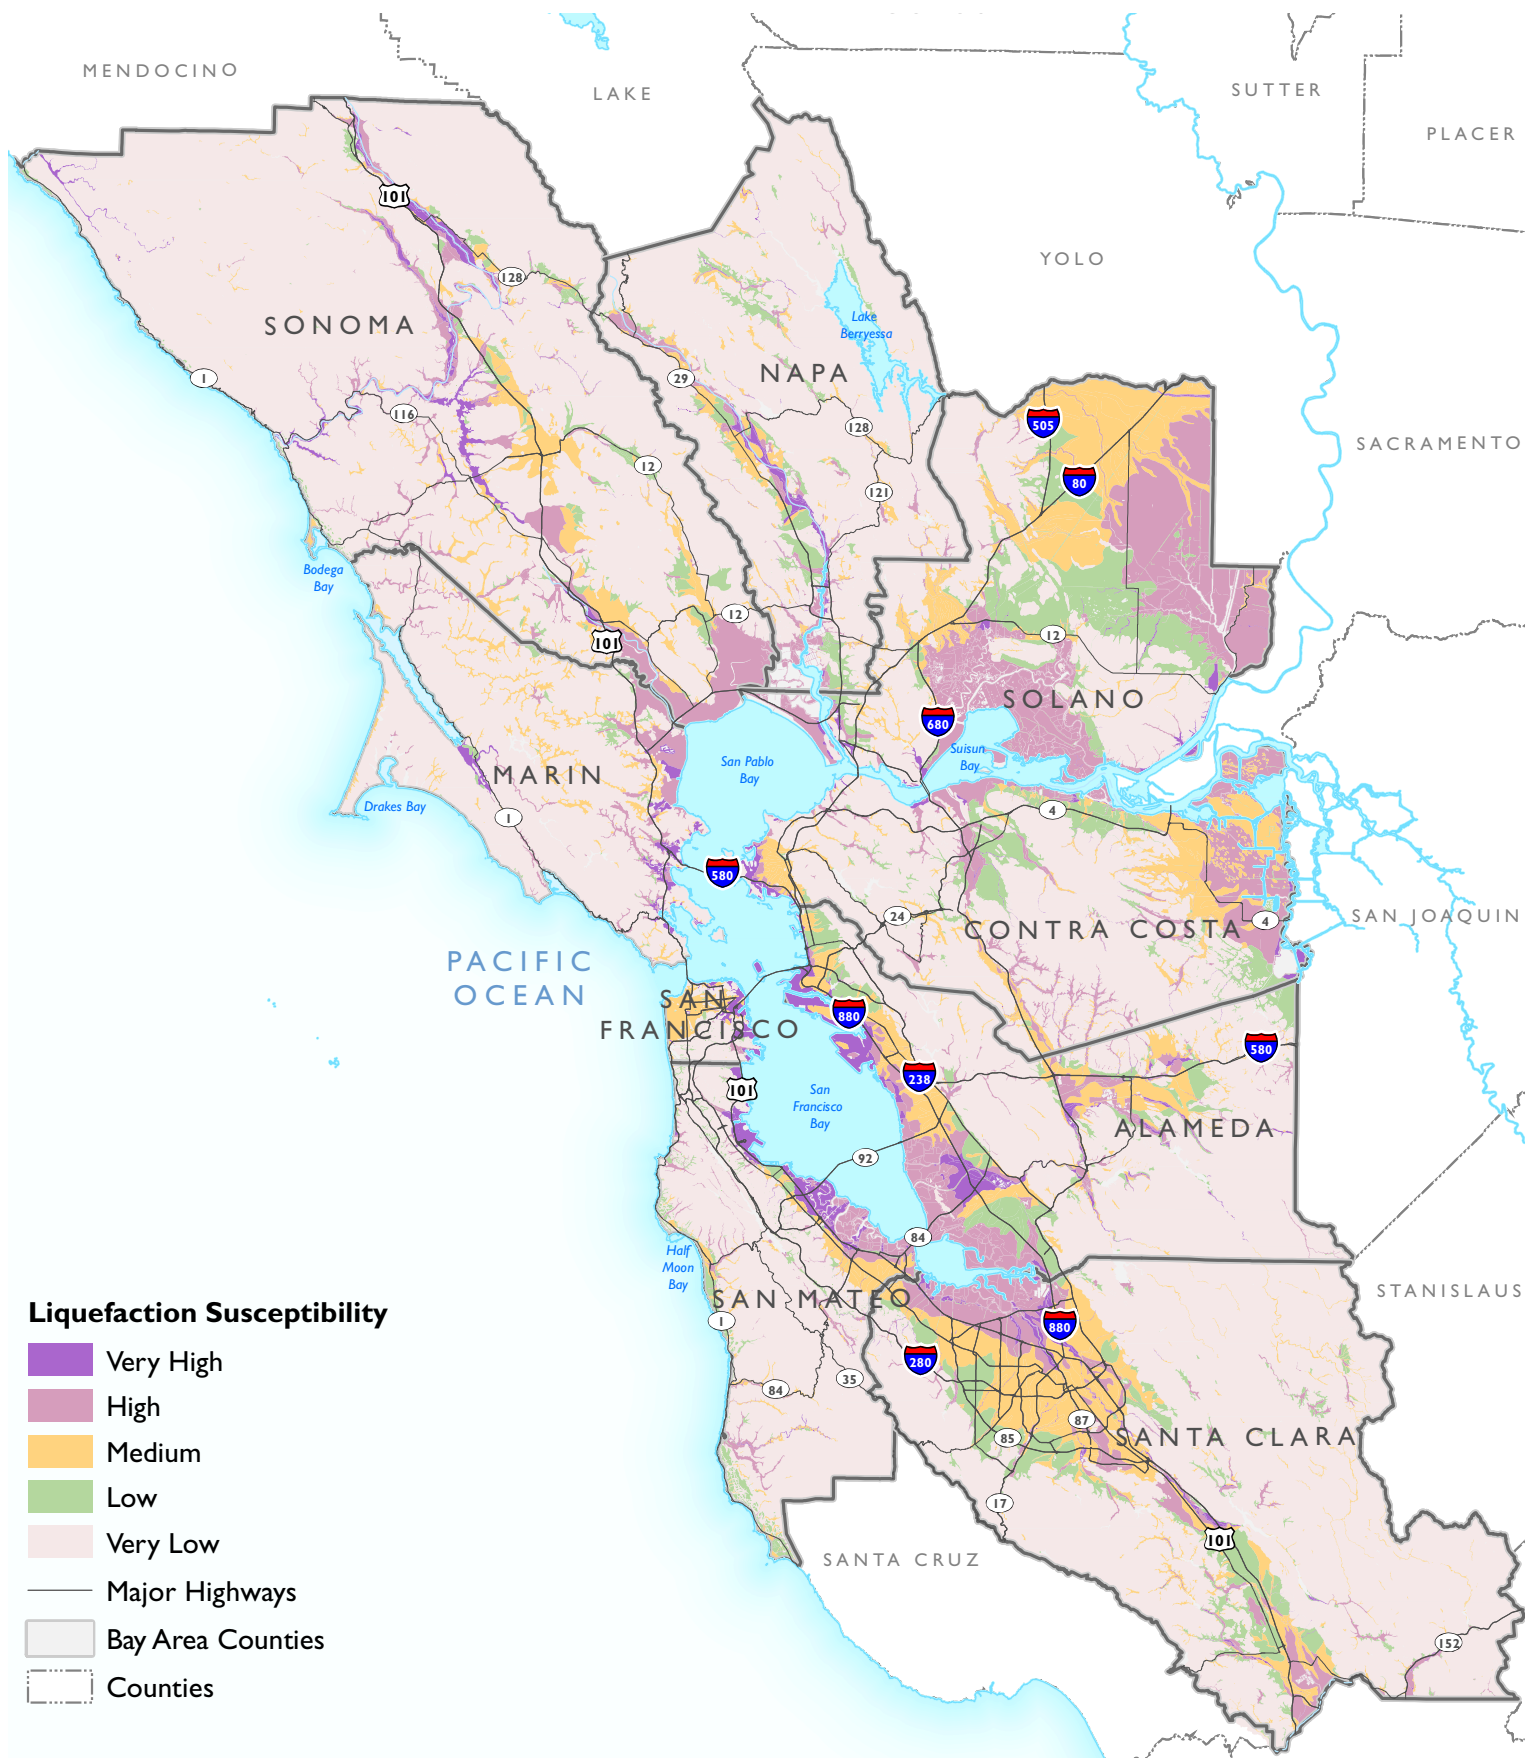 MENDOCINO
LAKE
SUTTER
PLACER
101
YOLO
128
SONOMA
Lake
Berryessa
NAPA
1
29
116
128
505
SACRAMENTO
12
80
121
Bodega
Bay
12
101
12
SOLANO
680
San Pablo
Bay
Suisun
Bay
MARIN
Drakes Bay
1
4
580
24
4
SAN JOAQUIN
CONTRA COSTA
PACIFIC
OCEAN
SAN
FRANCISCO
880
580
238
101
San
Francisco
Bay
ALAMEDA
92
84
Half
Moon
Bay
SAN MATEO
STANISLAUS
1
880
280
84
35
87
85
SANTA CLARA
17
101
SANTA CRUZ
152
Liquefaction Susceptibility
Very High
High
Medium
Low
Very Low
Major Highways
Bay Area Counties
Counties